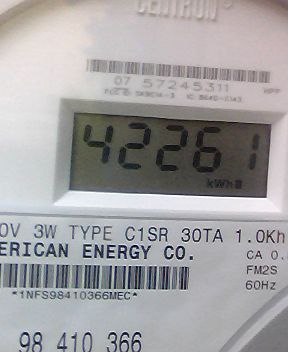 CENTRON
07 57245311
42261
kWh
0V 3W TYPE C1SR 30TA 1.0Kh
ERICAN ENERGY CO.
CA 0.
FM2S
60Hz
*1NFS98410366MEC*
98 410 366